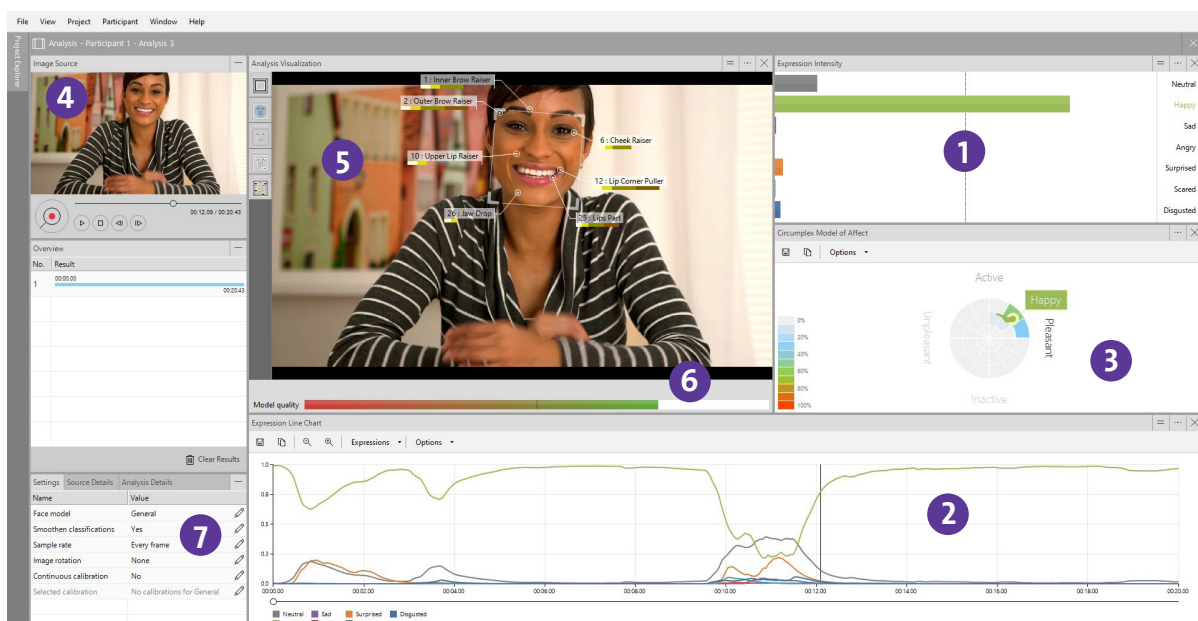 File View Project Participant Window Help
Project Explorer
Analysis - Participant 1 - Analysis 3
Image Source
4
00:12.09 / 00:20.43
Overview
No. Result
1 00:00.00
00:20.43
Clear Results
Settings Source Details Analysis Details
Name Value
Face model General
Smoothen classifications Yes
Sample rate Every frame
Image rotation None
Continuous calibration No
Selected calibration No calibrations for General
7
Analysis Visualization
1 : Inner Brow Raiser
2 : Outer Brow Raiser
6 : Cheek Raiser
10 : Upper Lip Raiser
12 : Lip Corner Puller
26 : Jaw Drop
25 : Lips Part
5
6
Model quality
Expression Intensity
Neutral
Happy
Sad
Angry
Surprised
Scared
Disgusted
1
Circumplex Model of Affect
Options
Active
Happy
Unpleasant
Pleasant
Inactive
0%
20%
40%
60%
80%
100%
3
Expression Line Chart
Expressions Options
1.0
0.8
0.5
0.3
0.0
00:00.00 00:02.00 00:04.00 00:06.00 00:08.00 00:10.00 00:12.00 00:14.00 00:16.00 00:18.00 00:20.00
2
Neutral Sad Surprised Disgusted